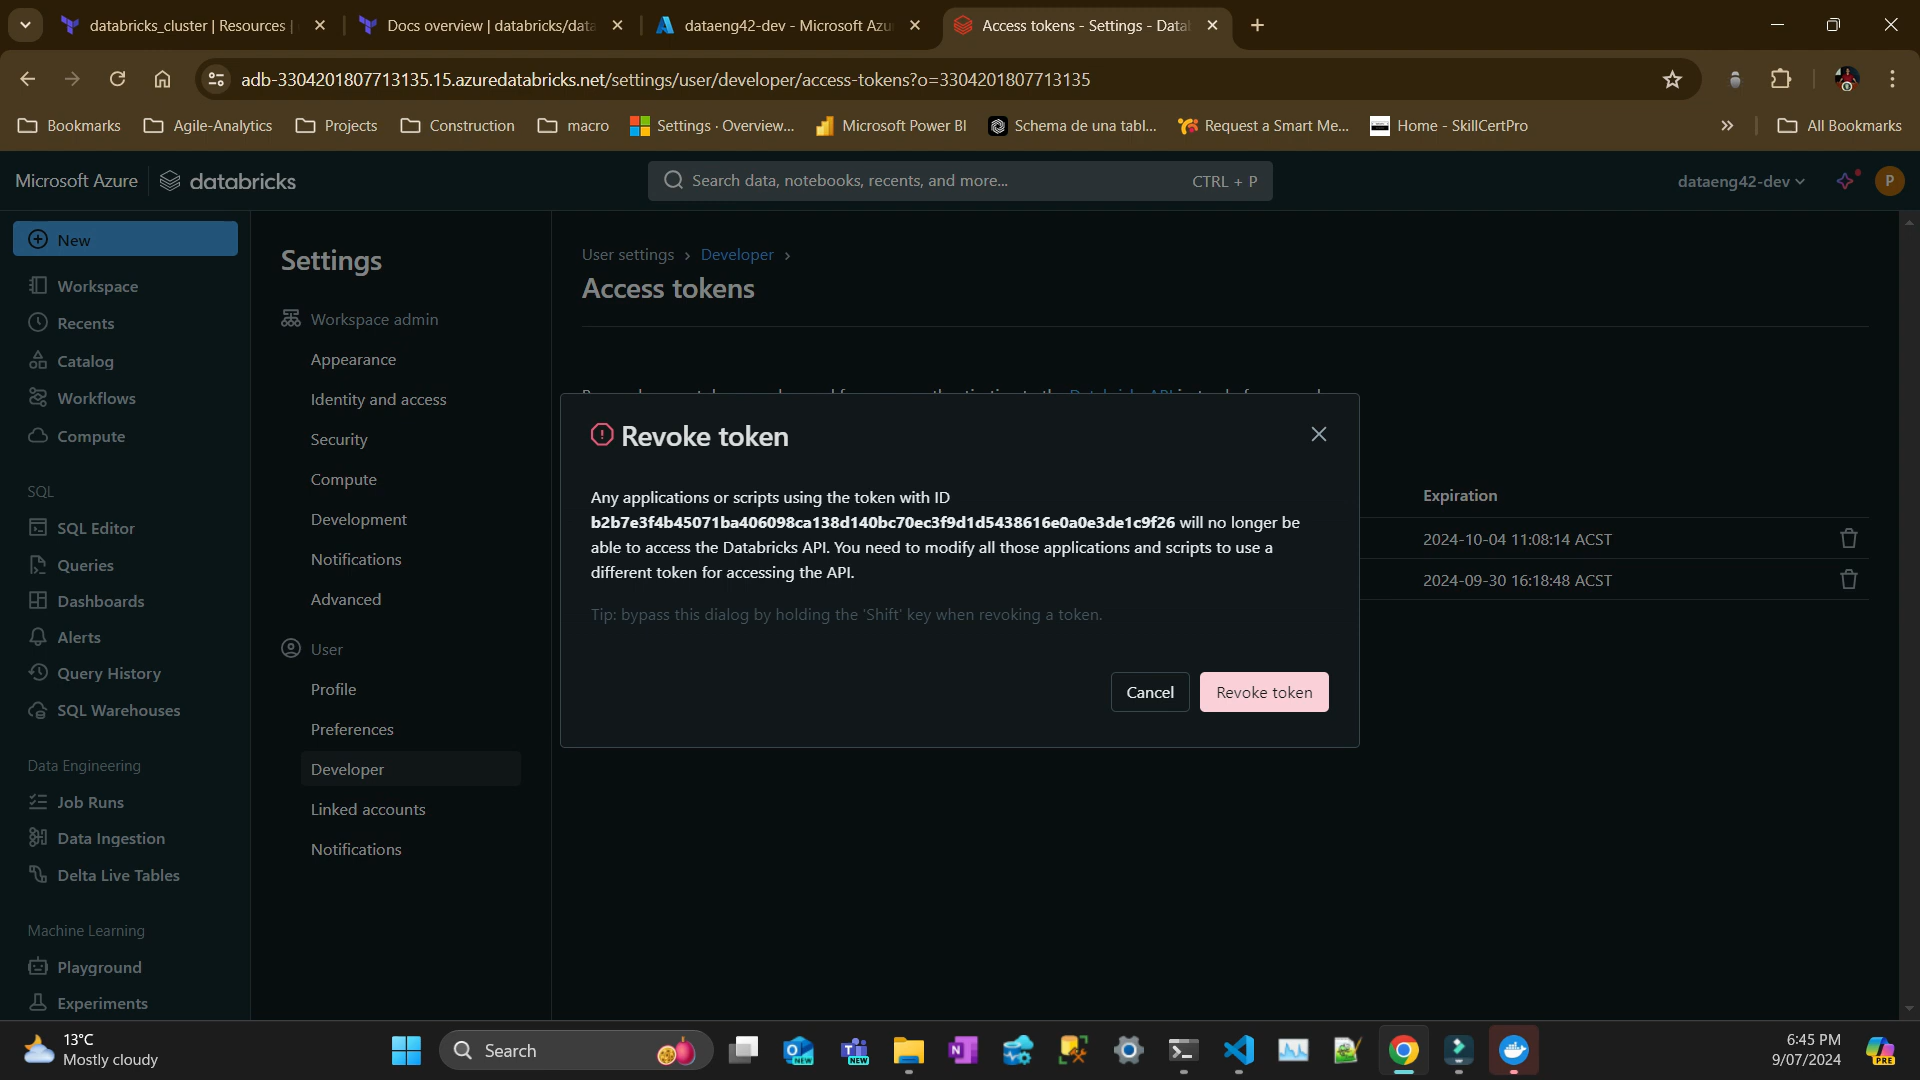 databricks_cluster | Resources |
Docs overview | databricks/data
dataeng42-dev - Microsoft Azu
Access tokens - Settings - Datal
adb-3304201807713135.15.azuredatabricks.net/settings/user/developer/access-tokens?o=3304201807713135
Bookmarks
Agile-Analytics
Projects
Construction
macro
Settings · Overview...
Microsoft Power BI
Schema de una tabl...
Request a Smart Me...
Home - SkillCertPro
All Bookmarks
Microsoft Azure
databricks
Search data, notebooks, recents, and more...
CTRL + P
dataeng42-dev
P
New
Workspace
Recents
Catalog
Workflows
Compute
SQL
SQL Editor
Queries
Dashboards
Alerts
Query History
SQL Warehouses
Data Engineering
Job Runs
Data Ingestion
Delta Live Tables
Machine Learning
Playground
Experiments
Settings
Workspace admin
Appearance
Identity and access
Security
Compute
Development
Notifications
Advanced
User
Profile
Preferences
Developer
Linked accounts
Notifications
User settings
Developer
Access tokens
Revoke token
Any applications or scripts using the token with ID
b2b7e3f4b45071ba406098ca138d140bc70ec3f9d1d5438616e0a0e3de1c9f26 will no longer be
able to access the Databricks API. You need to modify all those applications and scripts to use a
different token for accessing the API.
Tip: bypass this dialog by holding the 'Shift' key when revoking a token.
Cancel
Revoke token
Expiration
2024-10-04 11:08:14 ACST
2024-09-30 16:18:48 ACST
13°C
Mostly cloudy
Search
NEW
NEW
6:45 PM
9/07/2024
PRE